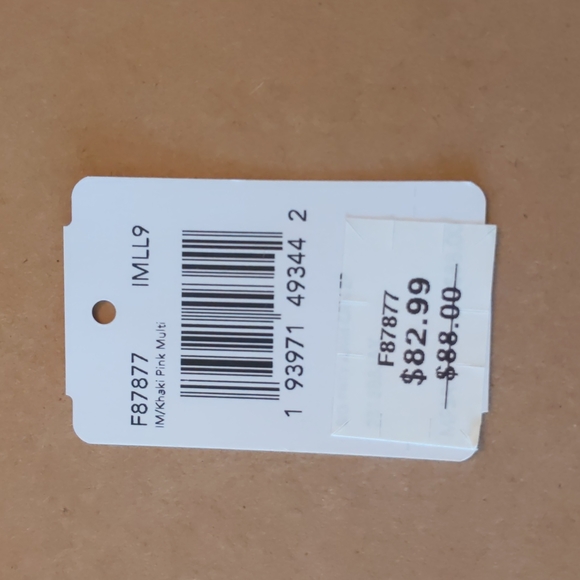 F87877 IMLL9
IM/Khaki Pink Multi
1 93971 49344 2
F87877
$82.99
$88.00